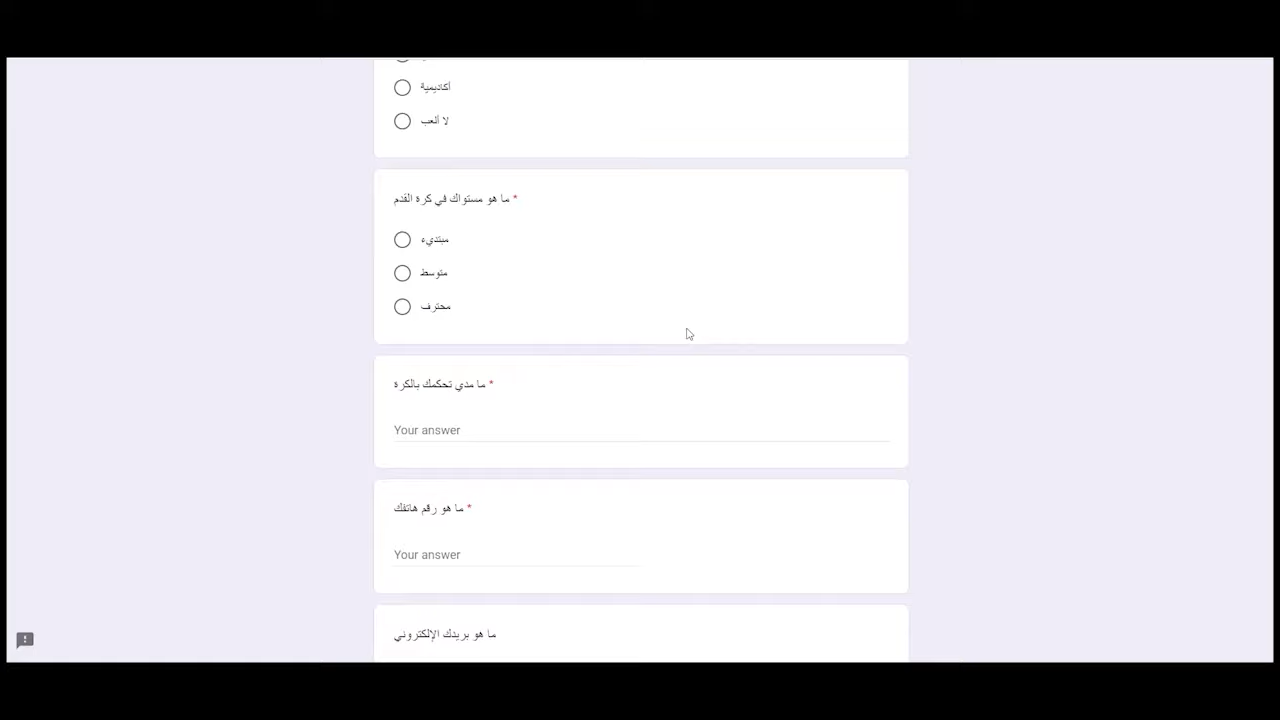 أكاديمية
لا ألعب
ما هو مستواك في كرة القدم *
مبتديء
متوسط
محترف
ما مدي تحكمك بالكرة *
Your answer
ما هو رقم هاتفك *
Your answer
ما هو بريدك الإلكتروني